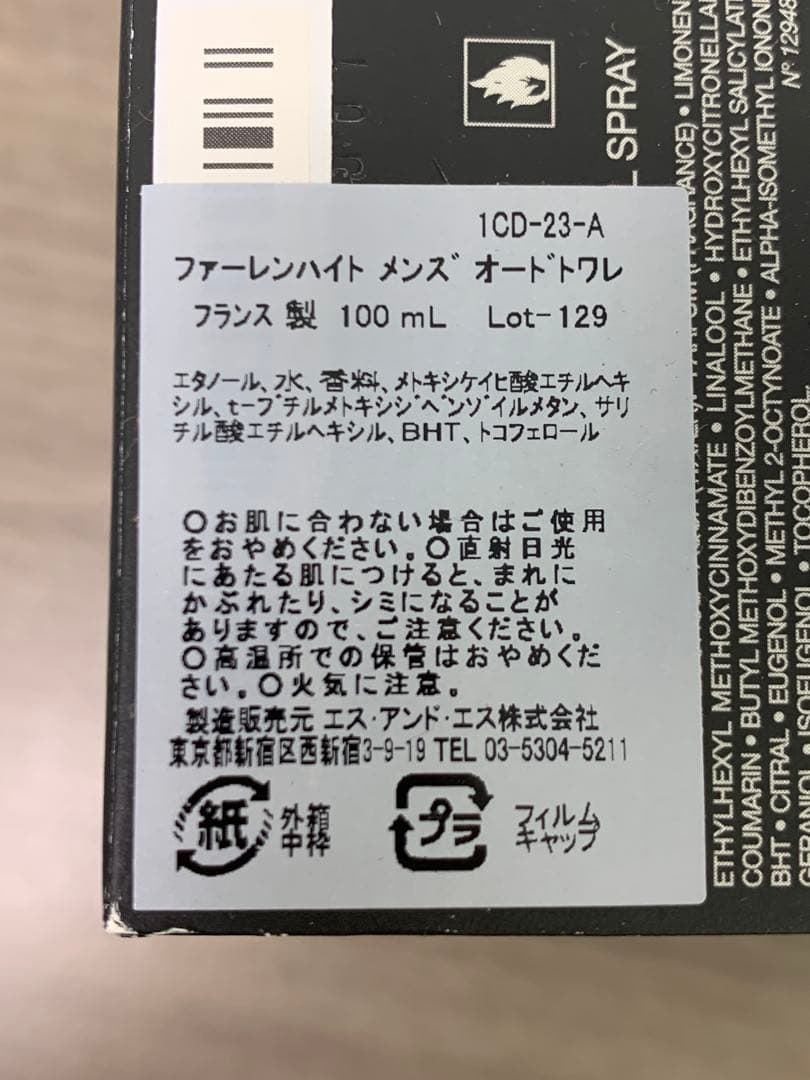 1CD-23-A
ファーレンハイト メンズ オードトワレ
フランス 製 100 mL Lot-129
エタノール、水、香料、メトキシケイヒ酸エチルヘキ
シル、t-ブチルメトキシジベンゾイルメタン、サリ
チル酸エチルヘキシル、BHT、トコフェロール
○お肌に合わない場合はご使用
をおやめください。○直射日光
にあたる肌につけると、まれに
かぶれたり、シミになることが
ありますので、ご注意ください。
○高温所での保管はおやめくだ
さい。○火気に注意。
製造販売元 エス・アンド・エス株式会社
東京都新宿区西新宿3-9-19 TEL 03-5304-5211
紙 外箱
中枠
プラ フィルム
キャップ
SPRAY
• LIMONEN
ETHYLHEXYL METHOXYCINNAMATE • LINALOOL • HYDROXYCITRONELLA
COUMARIN • BUTYL METHOXYDIBENZOYLMETHANE • ETHYLHEXYL SALICYLAT
BHT • CITRAL • EUGENOL • METHYL 2-OCTYNOATE • ALPHA-ISOMETHYL IONON
GERANIOL • ISOEUGENOL • TOCOPHEROL
N° 12948